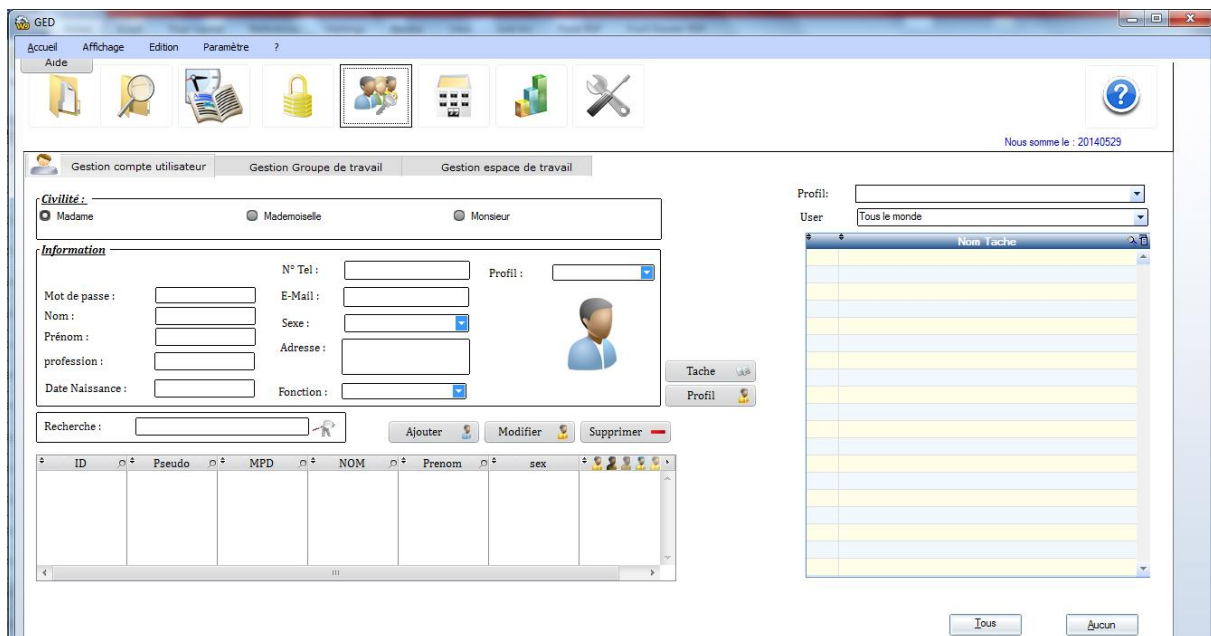 GED
Accueil Affichage Edition Paramètre ?
Aide
Nous somme le : 20140529
Gestion compte utilisateur Gestion Groupe de travail Gestion espace de travail
Civilité :
Madame Mademoiselle Monsieur
Information
N° Tel :
Profil :
Mot de passe :
E-Mail :
Nom :
Sexe :
Prénom :
Adresse :
profession :
Date Naissance :
Fonction :
Tache
Profil
Recherche :
Ajouter Modifier Supprimer
ID Pseudo MPD NOM Prenom sex
Profil:
User Tous le monde
Nom Tache
Tous Aucun